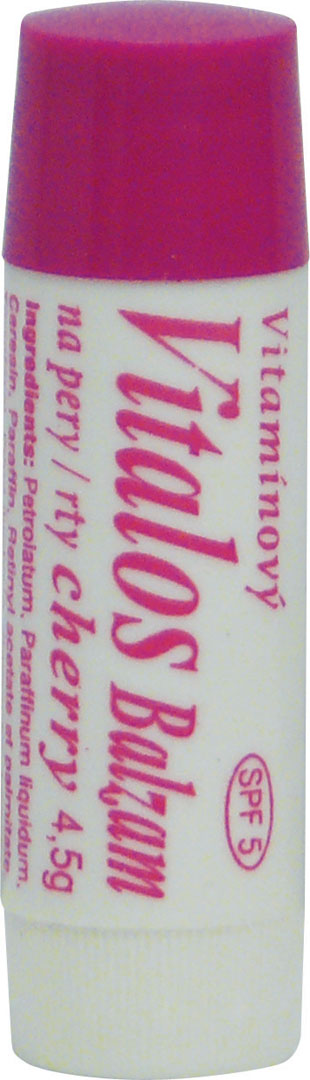 Vitamínový
Vitalos Balzam
SPF 5
na pery / rty cherry 4,5g
Ingredients: Petrolatum, Paraffinum liquidum,
Ceresin, Paraffin, Retinyl acetate et palmitate